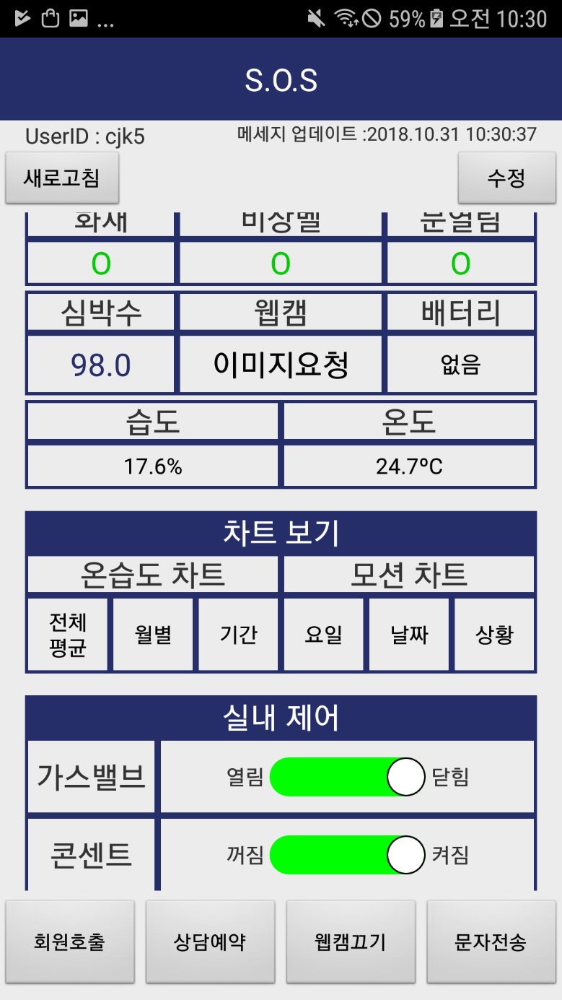 ... 59% 오전 10:30
S.O.S
UserID : cjk5 메세지 업데이트 :2018.10.31 10:30:37
새로고침 수정
화재 비상벨 문열림
O O O
심박수 웹캠 배터리
98.0 이미지요청 없음
습도 온도
17.6% 24.7ºC
차트 보기
온습도 차트 모션 차트
전체
평균 월별 기간 요일 날짜 상황
실내 제어
가스밸브 열림 닫힘
콘센트 꺼짐 켜짐
회원호출 상담예약 웹캠끄기 문자전송